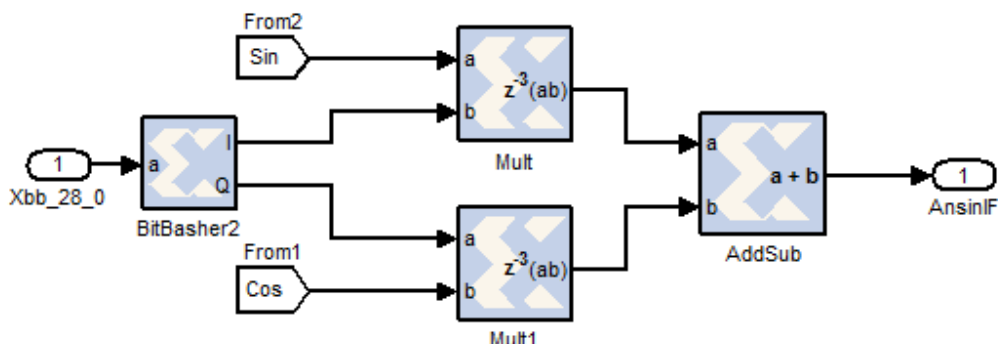 From2
Sin
a
b
z-3(ab)
Mult
1
Xbb_28_0
a
I
Q
BitBasher2
a
b
a + b
AddSub
1
AnsinIF
From1
Cos
a
b
z-3(ab)
Mult1